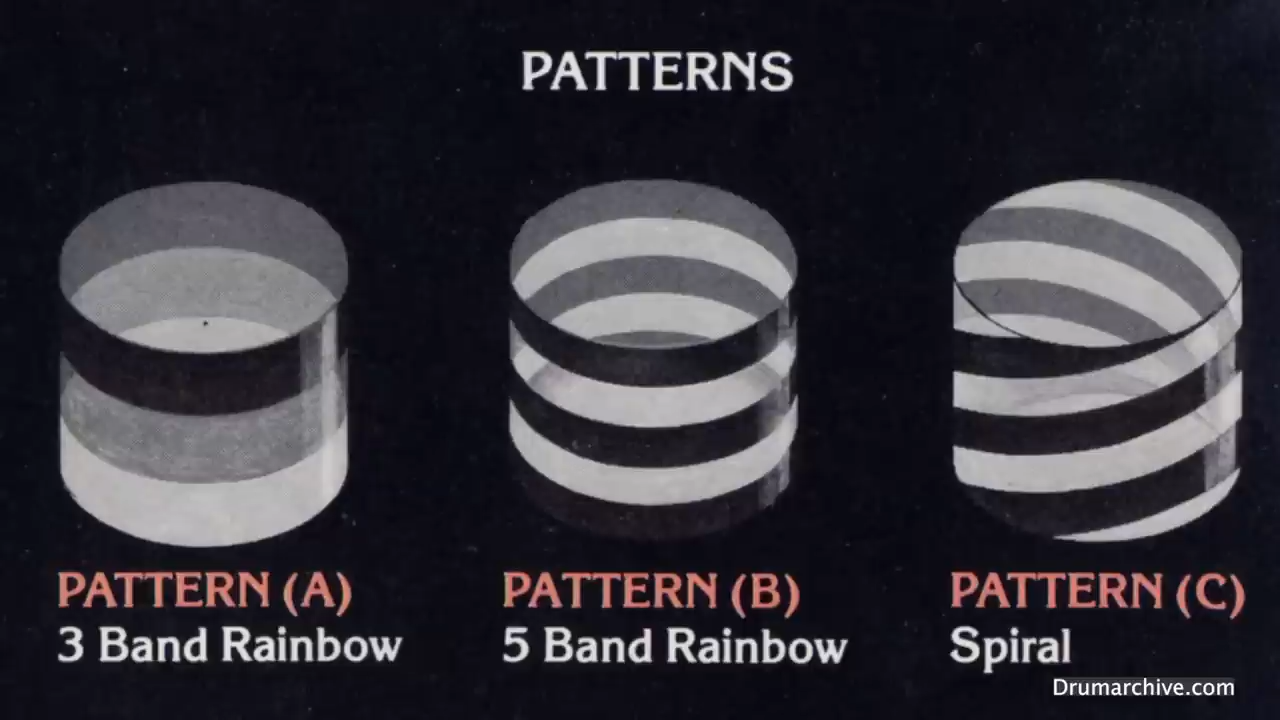 PATTERNS
PATTERN (A)
3 Band Rainbow
PATTERN (B)
5 Band Rainbow
PATTERN (C)
Spiral
Drumarchive.com